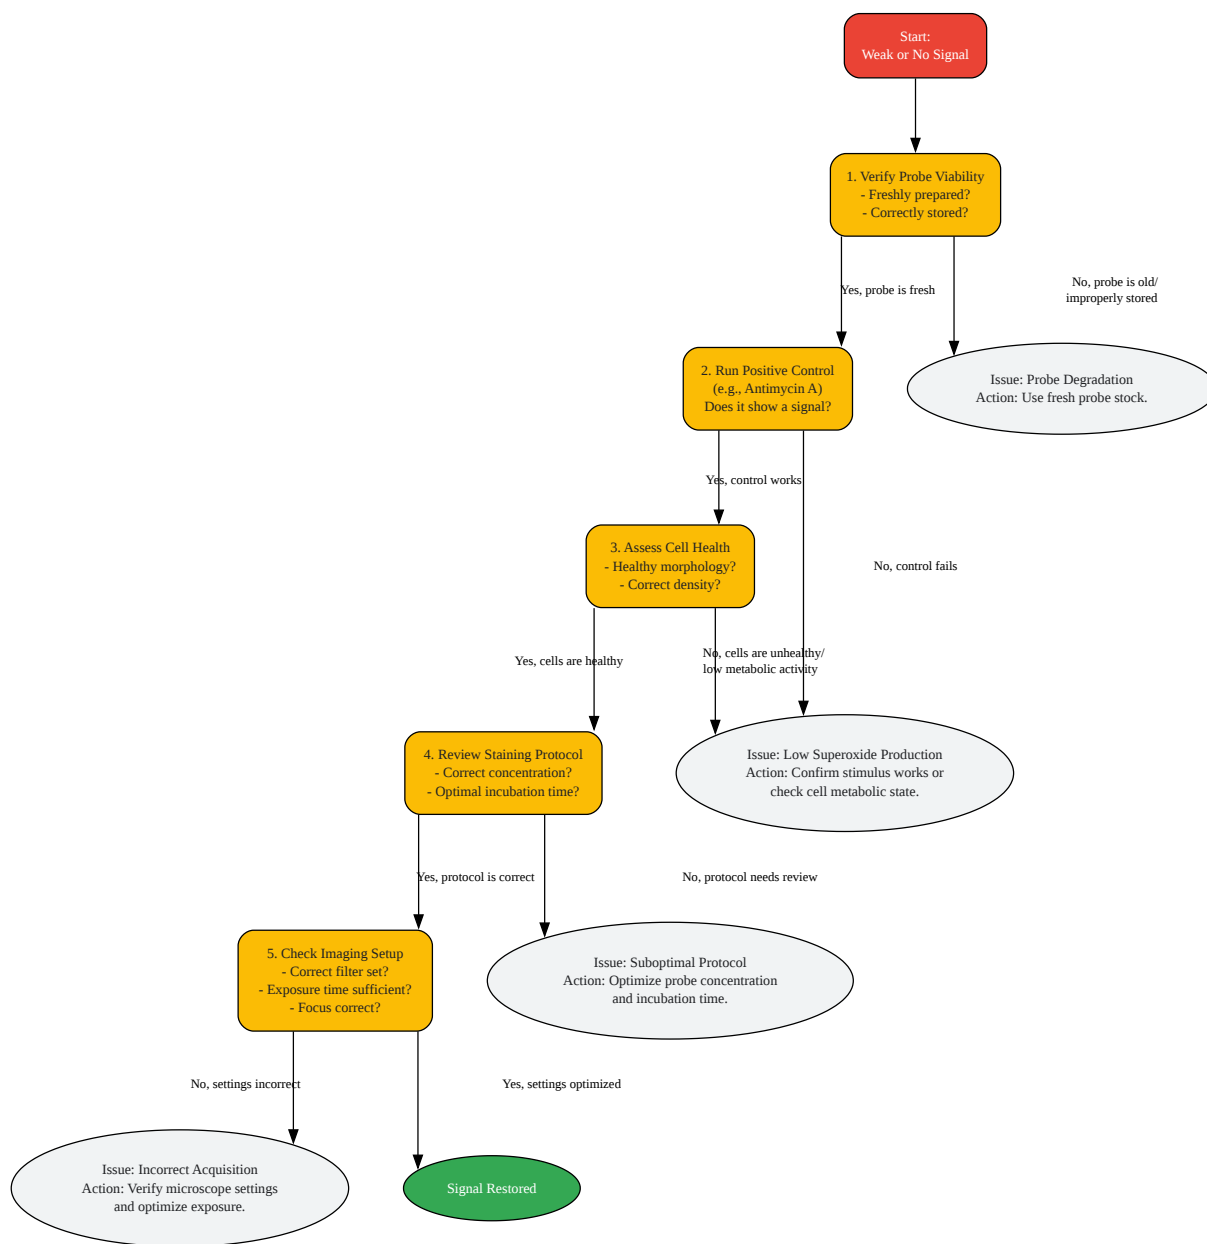 Start:
Weak or No Signal
1. Verify Probe Viability
- Freshly prepared?
- Correctly stored?
Yes, probe is fresh
No, probe is old/
improperly stored
2. Run Positive Control
(e.g., Antimycin A)
Does it show a signal?
Issue: Probe Degradation
Action: Use fresh probe stock.
Yes, control works
No, control fails
3. Assess Cell Health
- Healthy morphology?
- Correct density?
Yes, cells are healthy
No, cells are unhealthy/
low metabolic activity
4. Review Staining Protocol
- Correct concentration?
- Optimal incubation time?
Issue: Low Superoxide Production
Action: Confirm stimulus works or
check cell metabolic state.
Yes, protocol is correct
No, protocol needs review
5. Check Imaging Setup
- Correct filter set?
- Exposure time sufficient?
- Focus correct?
Issue: Suboptimal Protocol
Action: Optimize probe concentration
and incubation time.
No, settings incorrect
Yes, settings optimized
Issue: Incorrect Acquisition
Action: Verify microscope settings
and optimize exposure.
Signal Restored